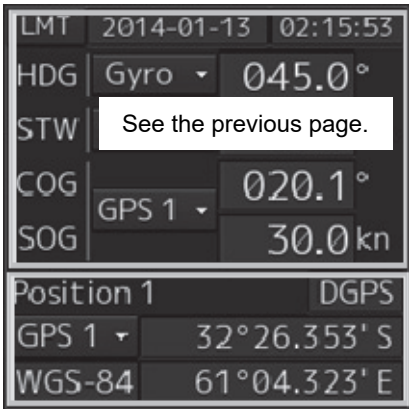 LMT 2014-01-13 02:15:53
HDG Gyro 045.0°
STW See the previous page.
COG 020.1°
GPS 1
SOG 30.0 kn
Position 1 DGPS
GPS 1 32°26.353' S
WGS-84 61°04.323' E